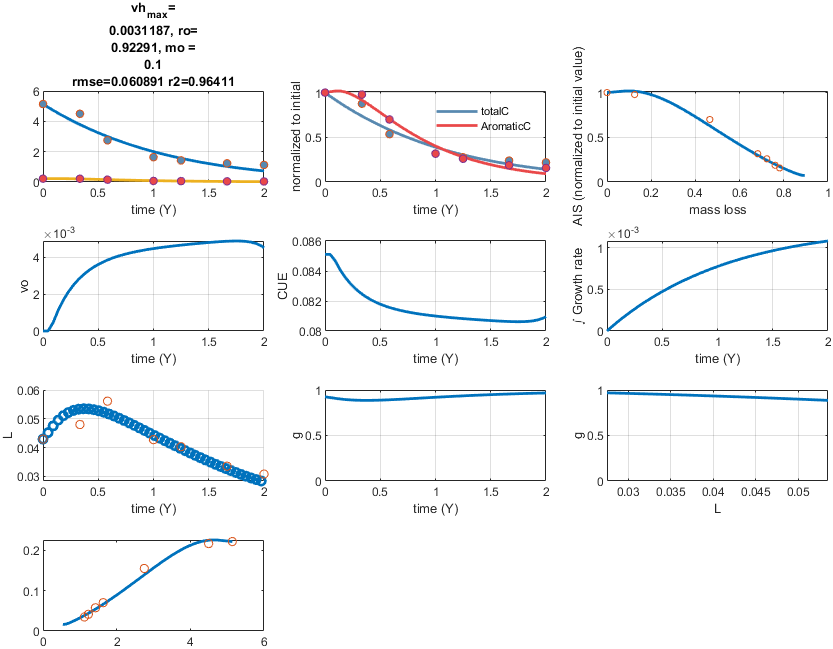 vh_max=
0.0031187, ro=
0.92291, mo =
0.1
rmse=0.060891 r2=0.96411
6
4
2
0
0 0.5 1 1.5 2
time (Y)
normalized to initial
1
0.5
0
totalC
AromaticC
0 0.5 1 1.5 2
time (Y)
AIS (normalized to initial value)
1
0.5
0
0 0.2 0.4 0.6 0.8 1
mass loss
×10^-3
vo
4
2
0
0 0.5 1 1.5 2
time (Y)
CUE
0.086
0.084
0.082
0.08
0 0.5 1 1.5 2
time (Y)
×10^-3
∫ Growth rate
1
0.5
0
0 0.5 1 1.5 2
time (Y)
L
0.06
0.05
0.04
0.03
0 0.5 1 1.5 2
time (Y)
g
1
0.5
0
0 0.5 1 1.5 2
time (Y)
g
1
0.5
0
0.03 0.035 0.04 0.045 0.05
L
0.2
0.1
0
0 2 4 6